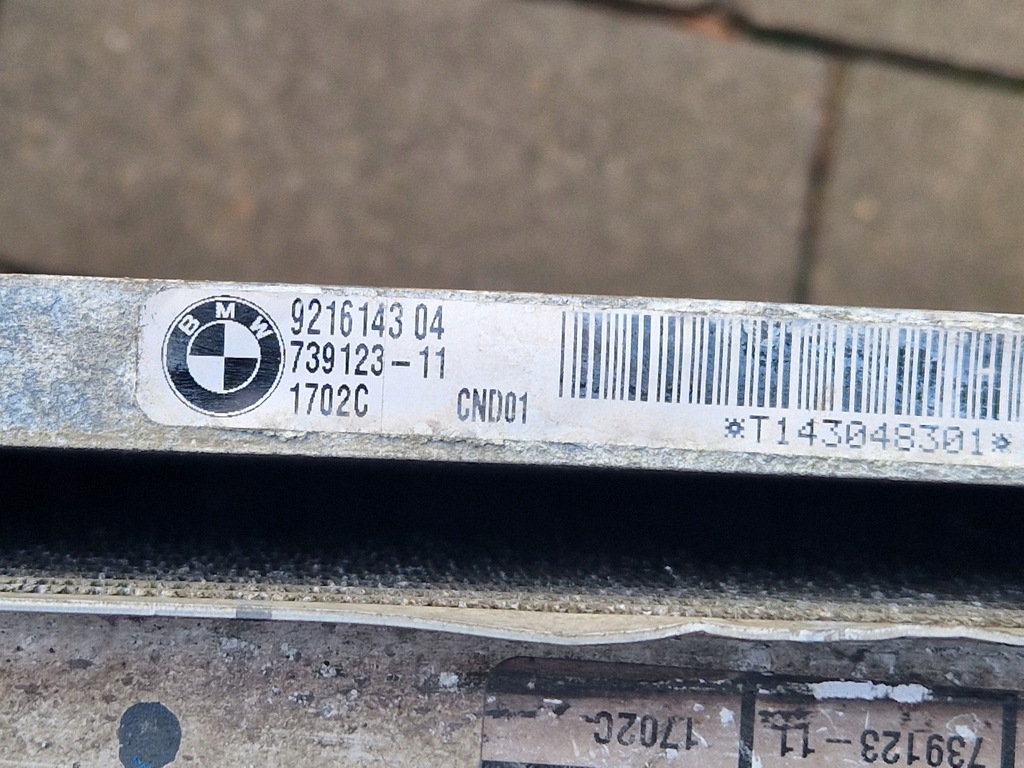 BMW
9216143 04
739123-11
1702C CND01
*T143048301*
739123-11
1702C